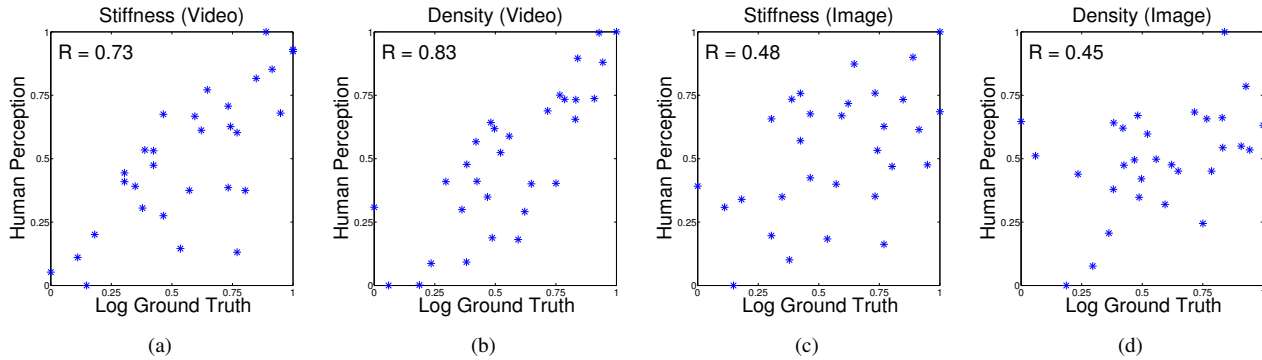 Stiffness (Video)
R = 0.73
Human Perception
1
0.75
0.5
0.25
0
0
0.25
0.5
0.75
1
Log Ground Truth
(a)
Density (Video)
R = 0.83
Human Perception
1
0.75
0.5
0.25
0
0
0.25
0.5
0.75
1
Log Ground Truth
(b)
Stiffness (Image)
R = 0.48
Human Perception
1
0.75
0.5
0.25
0
0
0.25
0.5
0.75
1
Log Ground Truth
(c)
Density (Image)
R = 0.45
Human Perception
1
0.75
0.5
0.25
0
0
0.25
0.5
0.75
1
Log Ground Truth
(d)